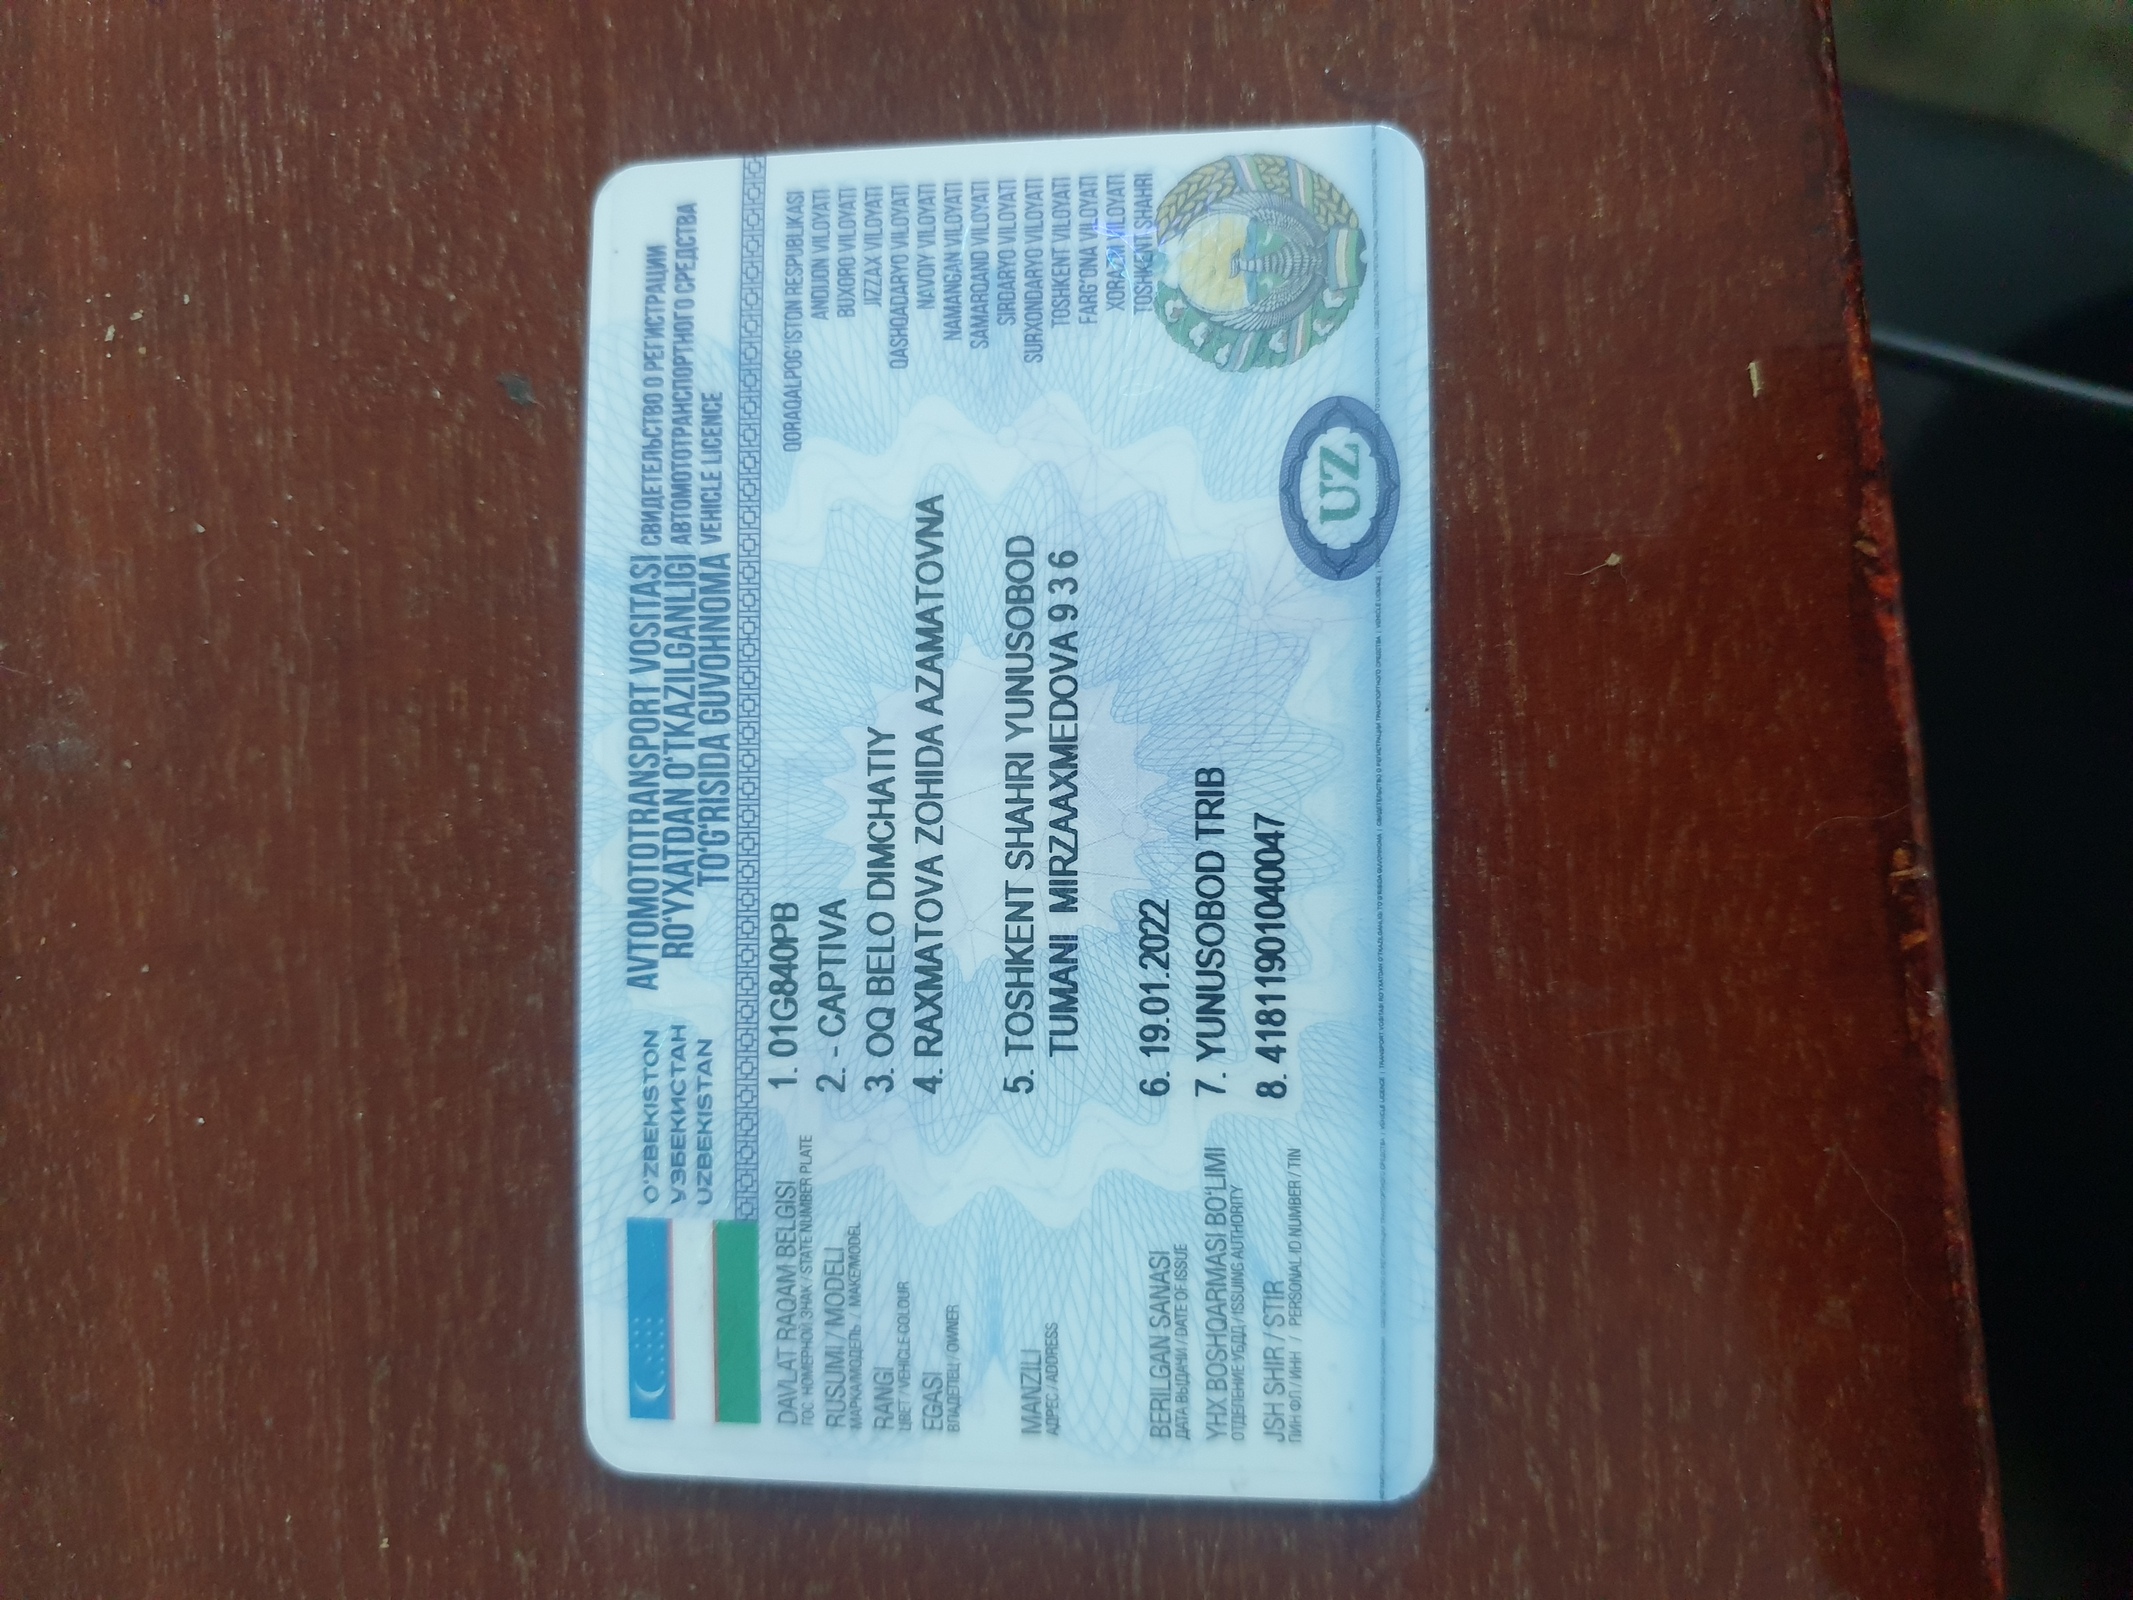 O'ZBEKISTON
УЗБЕКИСТАН
UZBEKISTAN
AVTOMOTOTRANSPORT VOSITASI
RO'YXATDAN O'TKAZILGANLIGI
TO'G'RISIDA GUVOHNOMA
СВИДЕТЕЛЬСТВО О РЕГИСТРАЦИИ
АВТОМОТОТРАНСПОРТНОГО СРЕДСТВА
VEHICLE LICENCE
DAVLAT RAQAM BELGISI
ГОС. НОМЕРНОЙ ЗНАК / STATE NUMBER PLATE
1. 01G840PB
RUSUMI / MODELI
МАРКА/МОДЕЛЬ / MAKE/MODEL
2. - CAPTIVA
RANGI
ЦВЕТ / VEHICLE COLOUR
3. OQ BELO DIMCHATIY
EGASI
ВЛАДЕЛЕЦ / OWNER
4. RAXMATOVA ZOHIDA AZAMATOVNA
MANZILI
АДРЕС / ADDRESS
5. TOSHKENT SHAHRI YUNUSOBOD
TUMANI MIRZAAXMEDOVA 9 3 6
BERILGAN SANASI
ДАТА ВЫДАЧИ / DATE OF ISSUE
6. 19.01.2022
YHX BOSHQARMASI BO'LIMI
ОТДЕЛЕНИЕ УБДД / ISSUING AUTHORITY
7. YUNUSOBOD TRIB
JSH SHIR / STIR
ПИН ФЛ / ИНН / PERSONAL ID NUMBER / TIN
8. 41811901040047
QORAQALPOG'ISTON RESPUBLIKASI
ANDIJON VILOYATI
BUXORO VILOYATI
JIZZAX VILOYATI
QASHQADARYO VILOYATI
NAVOIY VILOYATI
NAMANGAN VILOYATI
SAMARQAND VILOYATI
SIRDARYO VILOYATI
SURXONDARYO VILOYATI
TOSHKENT VILOYATI
FARG'ONA VILOYATI
XORAZM VILOYATI
TOSHKENT SHAHRI
UZ